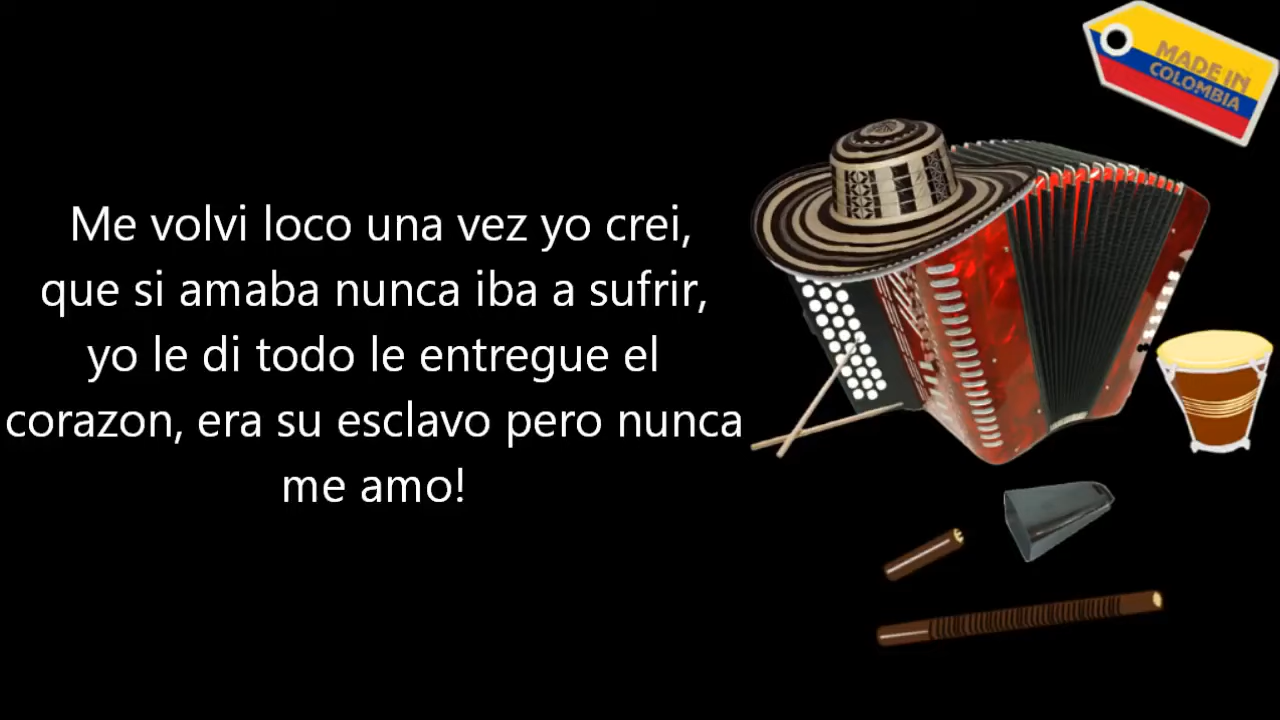 Me volvi loco una vez yo crei,
que si amaba nunca iba a sufrir,
yo le di todo le entregue el
corazon, era su esclavo pero nunca
me amo!
MADE IN
COLOMBIA